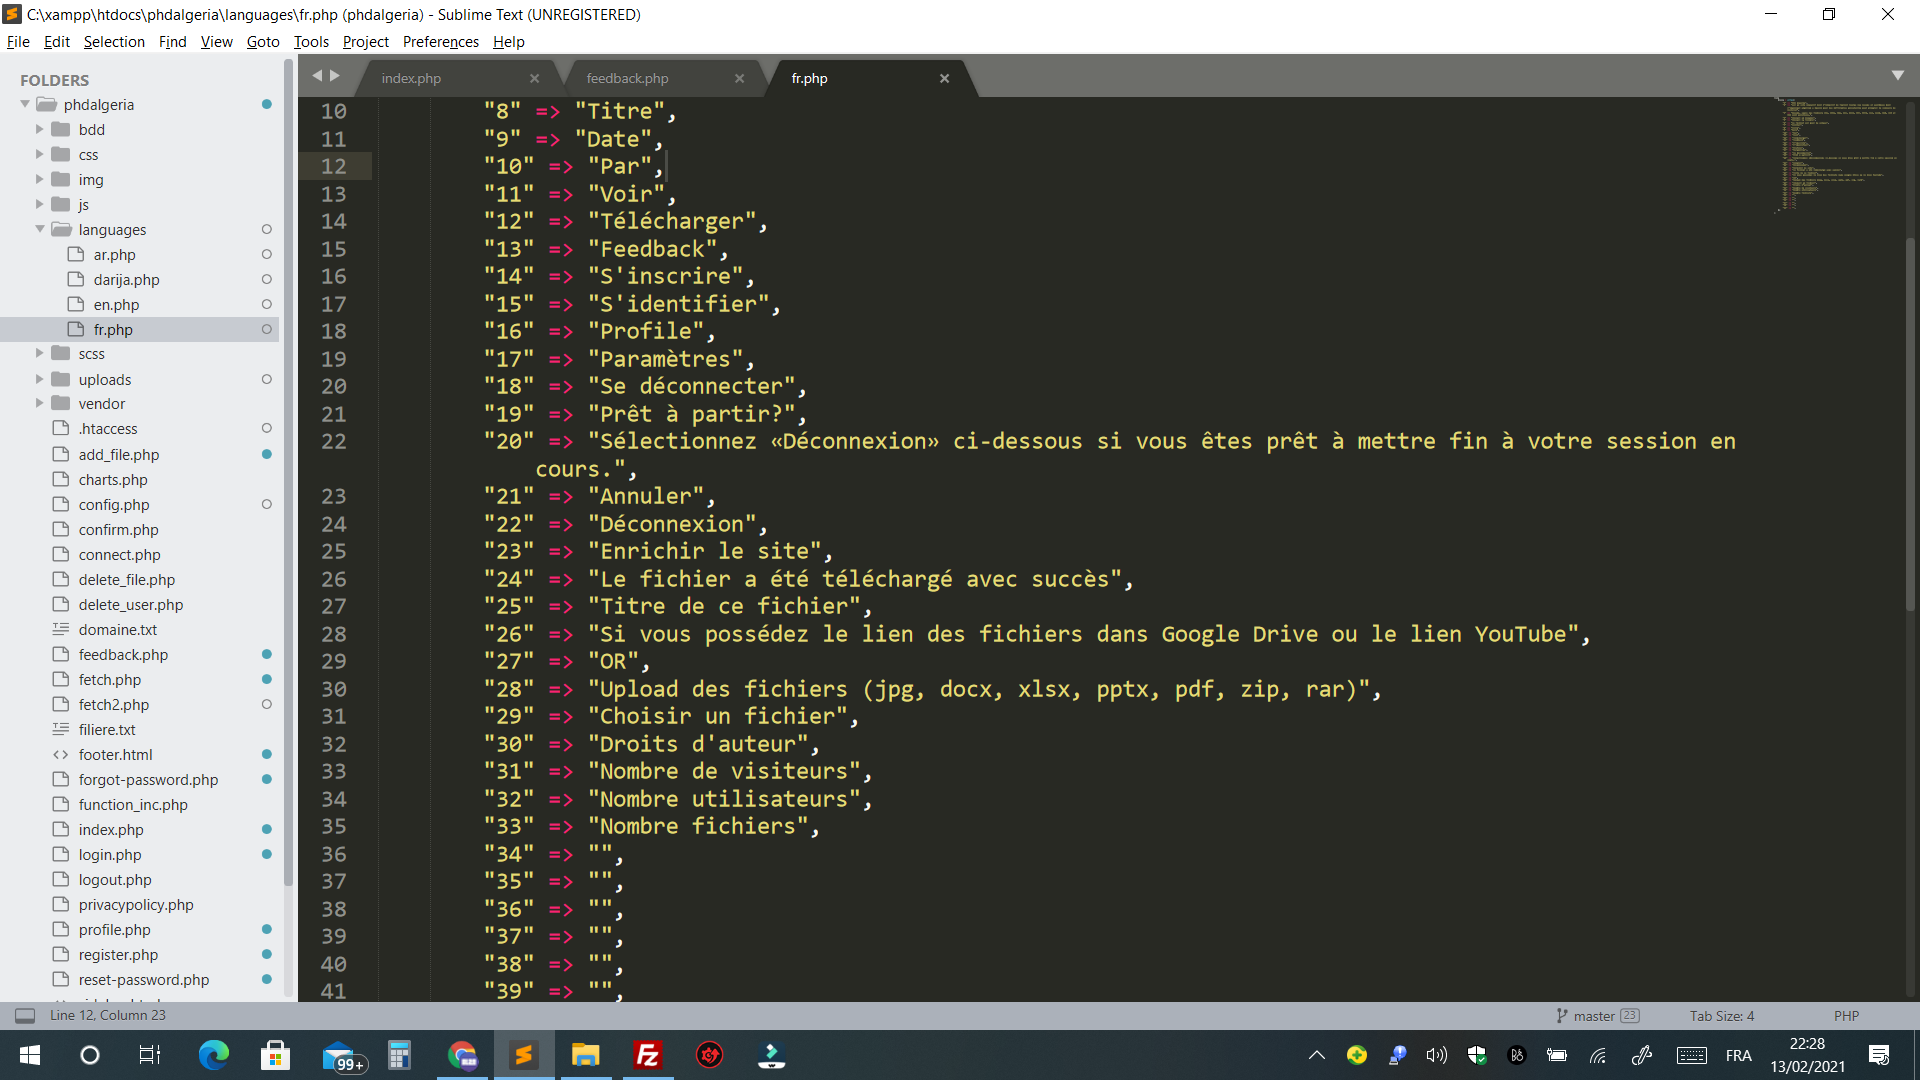 C:\xampp\htdocs\phdalgeria\languages\fr.php (phdalgeria) - Sublime Text (UNREGISTERED)
File Edit Selection Find View Goto Tools Project Preferences Help
FOLDERS
phdalgeria
bdd
css
img
js
languages
ar.php
darija.php
en.php
fr.php
scss
uploads
vendor
.htaccess
add_file.php
charts.php
config.php
confirm.php
connect.php
delete_file.php
delete_user.php
domaine.txt
feedback.php
fetch.php
fetch2.php
filiere.txt
footer.html
forgot-password.php
function_inc.php
index.php
login.php
logout.php
privacypolicy.php
profile.php
register.php
reset-password.php
index.php feedback.php fr.php
10 "8" => "Titre",
11 "9" => "Date",
12 "10" => "Par",
13 "11" => "Voir",
14 "12" => "Télécharger",
15 "13" => "Feedback",
16 "14" => "S'inscrire",
17 "15" => "S'identifier",
18 "16" => "Profile",
19 "17" => "Paramètres",
20 "18" => "Se déconnecter",
21 "19" => "Prêt à partir?",
22 "20" => "Sélectionnez «Déconnexion» ci-dessous si vous êtes prêt à mettre fin à votre session en
cours.",
23 "21" => "Annuler",
24 "22" => "Déconnexion",
25 "23" => "Enrichir le site",
26 "24" => "Le fichier a été téléchargé avec succès",
27 "25" => "Titre de ce fichier",
28 "26" => "Si vous possédez le lien des fichiers dans Google Drive ou le lien YouTube",
29 "27" => "OR",
30 "28" => "Upload des fichiers (jpg, docx, xlsx, pptx, pdf, zip, rar)",
31 "29" => "Choisir un fichier",
32 "30" => "Droits d'auteur",
33 "31" => "Nombre de visiteurs",
34 "32" => "Nombre utilisateurs",
35 "33" => "Nombre fichiers",
36 "34" => "",
37 "35" => "",
38 "36" => "",
39 "37" => "",
40 "38" => "",
41 "39" => "",
Line 12, Column 23 master 23 Tab Size: 4 PHP
99+ FRA 22:28
13/02/2021